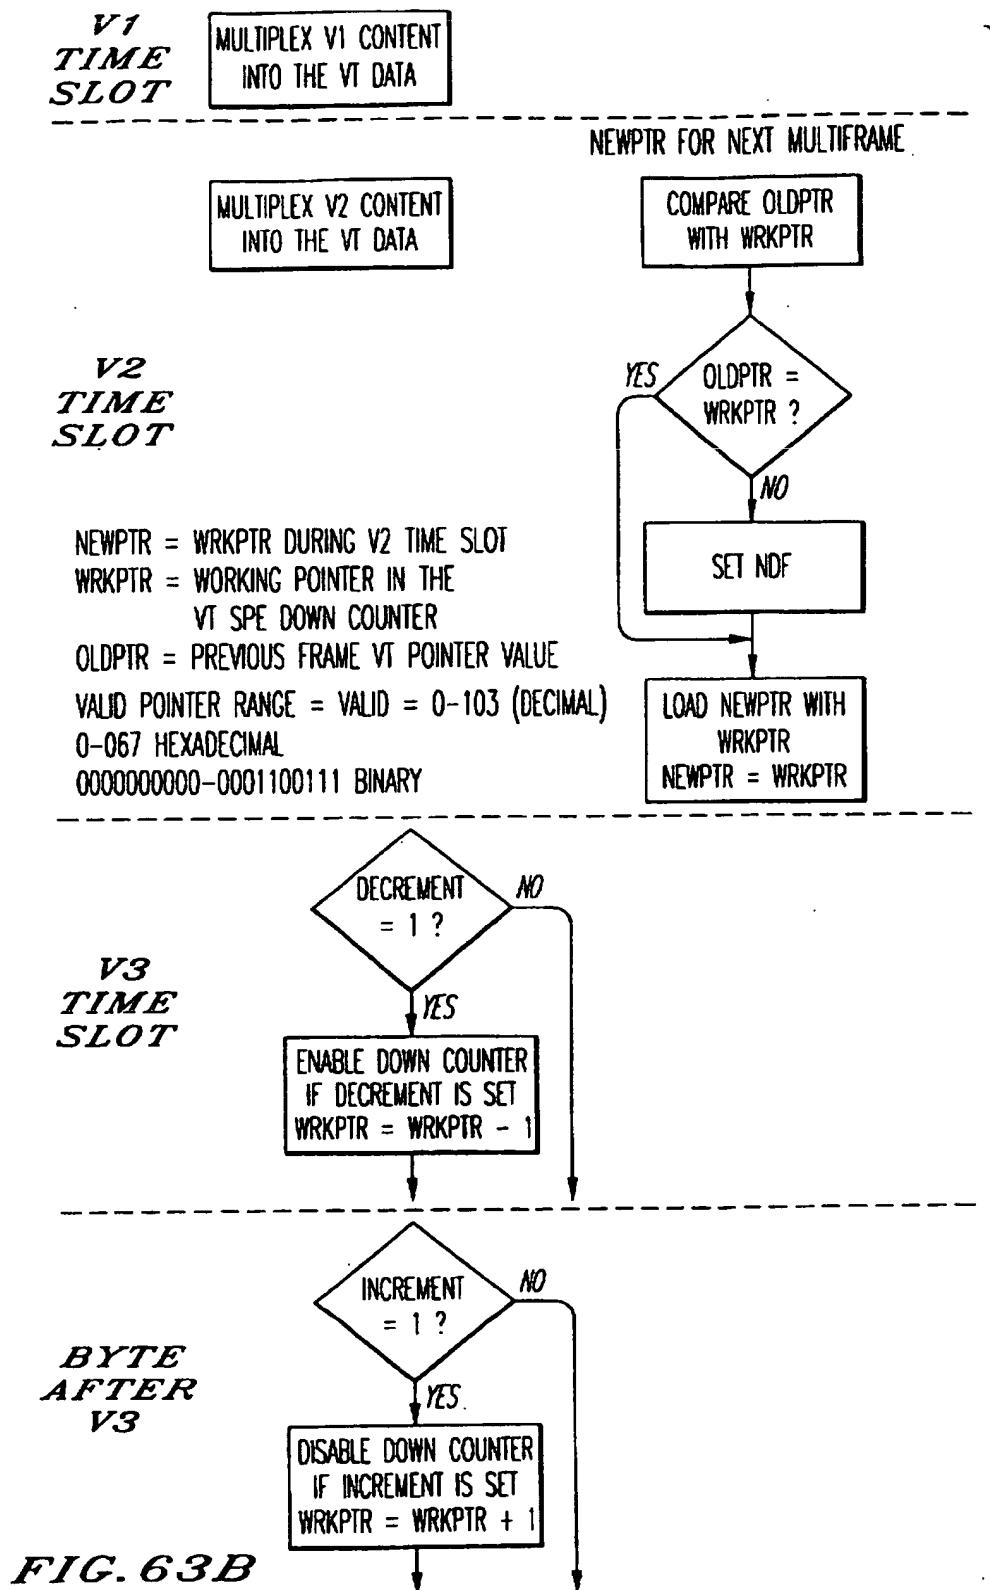 V1
TIME
SLOT
MULTIPLEX V1 CONTENT
INTO THE VT DATA
NEWPTR FOR NEXT MULTIFRAME
MULTIPLEX V2 CONTENT
INTO THE VT DATA
COMPARE OLDPTR
WITH WRKPTR
V2
TIME
SLOT
YES
OLDPTR =
WRKPTR ?
NO
SET NDF
NEWPTR = WRKPTR DURING V2 TIME SLOT
WRKPTR = WORKING POINTER IN THE
VT SPE DOWN COUNTER
OLDPTR = PREVIOUS FRAME VT POINTER VALUE
VALID POINTER RANGE = VALID = 0-103 (DECIMAL)
0-067 HEXADECIMAL
0000000000-0001100111 BINARY
LOAD NEWPTR WITH
WRKPTR
NEWPTR = WRKPTR
V3
TIME
SLOT
DECREMENT
= 1 ?
NO
YES
ENABLE DOWN COUNTER
IF DECREMENT IS SET
WRKPTR = WRKPTR - 1
BYTE
AFTER
V3
INCREMENT
= 1 ?
NO
YES
DISABLE DOWN COUNTER
IF INCREMENT IS SET
WRKPTR = WRKPTR + 1
FIG. 63B